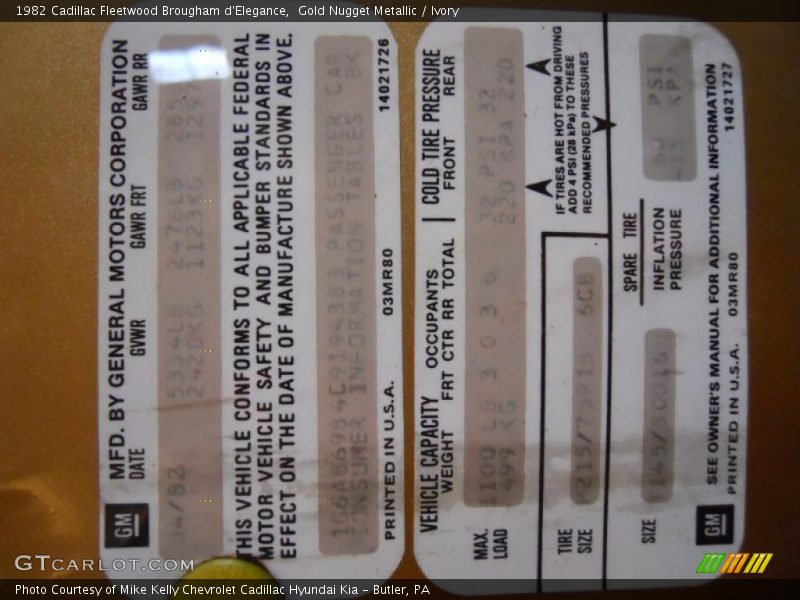 1982 Cadillac Fleetwood Brougham d'Elegance,  Gold Nugget Metallic / Ivory
MFD. BY GENERAL MOTORS CORPORATION
DATE GVWR GAWR FRT GAWR RR
04/82 5334LB 2476LB
2420KG 1123KG 1297
THIS VEHICLE CONFORMS TO ALL APPLICABLE FEDERAL
MOTOR VEHICLE SAFETY AND BUMPER STANDARDS IN
EFFECT ON THE DATE OF MANUFACTURE SHOWN ABOVE.
PASSENGER CAR
CONSUMER INFORMATION TABLES BK
PRINTED IN U.S.A. 03MR80 14021726
GM
VEHICLE CAPACITY OCCUPANTS COLD TIRE PRESSURE
WEIGHT FRT CTR RR TOTAL FRONT REAR
MAX. LOAD
1100 LB 3 0 3 6 32 PSI 32
499 KG 220 KPA 220
IF TIRES ARE HOT FROM DRIVING
ADD 4 PSI (28 kPa) TO THESE
RECOMMENDED PRESSURES
TIRE SIZE
P215/75R15
SPARE TIRE
SIZE INFLATION PRESSURE
60 PSI
415 KPA
SEE OWNER'S MANUAL FOR ADDITIONAL INFORMATION
PRINTED IN U.S.A. 03MR80 14021727
GM
GTCARLOT.COM
Photo Courtesy of Mike Kelly Chevrolet Cadillac Hyundai Kia – Butler, PA